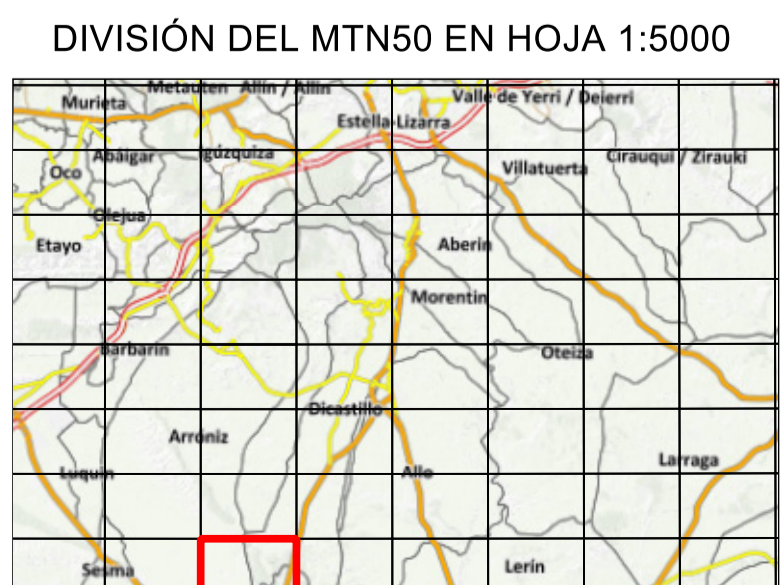 DIVISIÓN DEL MTN50 EN HOJA 1:5000
Metauten Allín / Allin
Murieta
Valle de Yerri / Deierri
Estella-Lizarra
Abáigar
Igúzquiza
Cirauqui / Zirauki
Oco
Villatuerta
Olejua
Etayo
Aberin
Morentin
Barbarin
Oteiza
Dicastillo
Arróniz
Larraga
Luquin
Allo
Sesma
Lerín